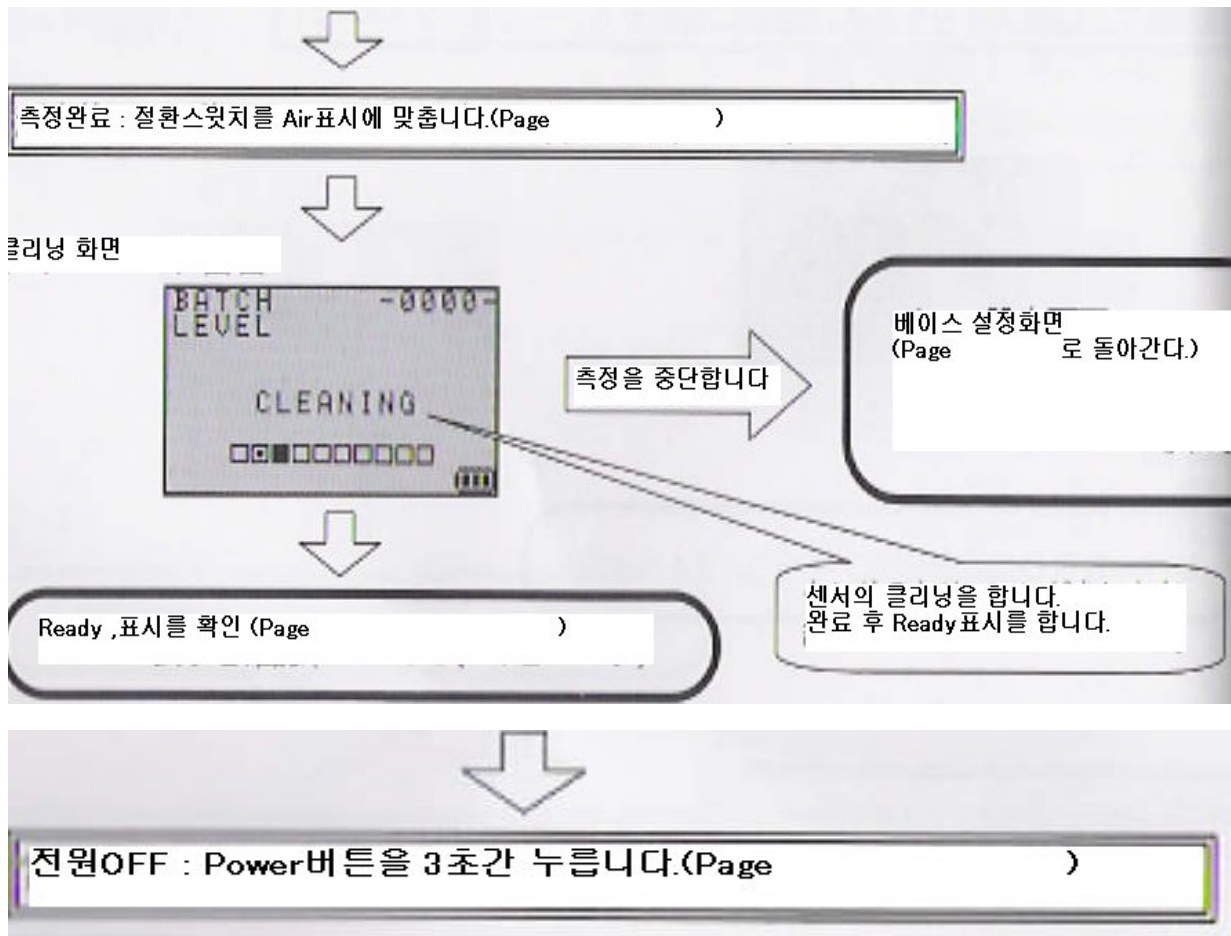 측정완료 : 절환스윗치를 Air표시에 맞춥니다.(Page )
클리닝 화면
BATCH -0000-
LEVEL
CLEANING
측정을 중단합니다
베이스 설정화면
(Page 로 돌아간다.)
센서의 클리닝을 합니다.
완료 후 Ready표시를 합니다.
Ready ,표시를 확인 (Page )
전원OFF : Power버튼을 3초간 누릅니다.(Page )